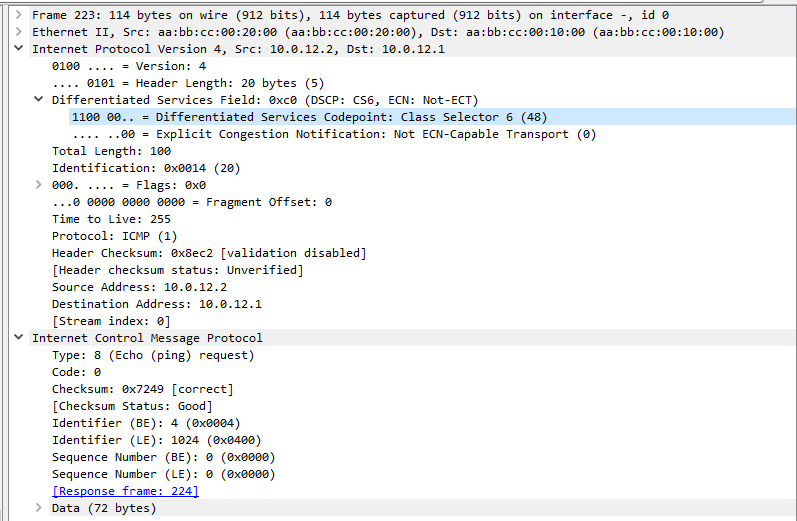 Frame 223: 114 bytes on wire (912 bits), 114 bytes captured (912 bits) on interface -, id 0
Ethernet II, Src: aa:bb:cc:00:20:00 (aa:bb:cc:00:20:00), Dst: aa:bb:cc:00:10:00 (aa:bb:cc:00:10:00)
Internet Protocol Version 4, Src: 10.0.12.2, Dst: 10.0.12.1
0100 .... = Version: 4
.... 0101 = Header Length: 20 bytes (5)
Differentiated Services Field: 0xc0 (DSCP: CS6, ECN: Not-ECT)
1100 00.. = Differentiated Services Codepoint: Class Selector 6 (48)
.... ..00 = Explicit Congestion Notification: Not ECN-Capable Transport (0)
Total Length: 100
Identification: 0x0014 (20)
000. .... = Flags: 0x0
...0 0000 0000 0000 = Fragment Offset: 0
Time to Live: 255
Protocol: ICMP (1)
Header Checksum: 0x8ec2 [validation disabled]
[Header checksum status: Unverified]
Source Address: 10.0.12.2
Destination Address: 10.0.12.1
[Stream index: 0]
Internet Control Message Protocol
Type: 8 (Echo (ping) request)
Code: 0
Checksum: 0x7249 [correct]
[Checksum Status: Good]
Identifier (BE): 4 (0x0004)
Identifier (LE): 1024 (0x0400)
Sequence Number (BE): 0 (0x0000)
Sequence Number (LE): 0 (0x0000)
[Response frame: 224]
Data (72 bytes)